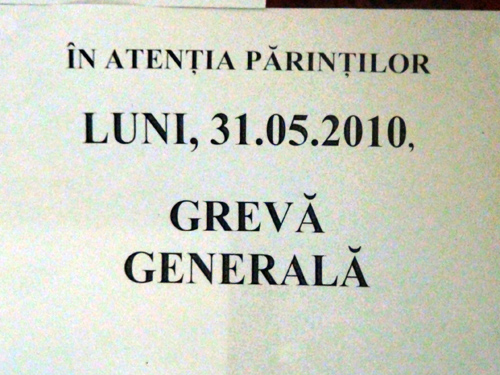 ÎN ATENȚIA PĂRINȚILOR
LUNI, 31.05.2010,
GREVĂ
GENERALĂ